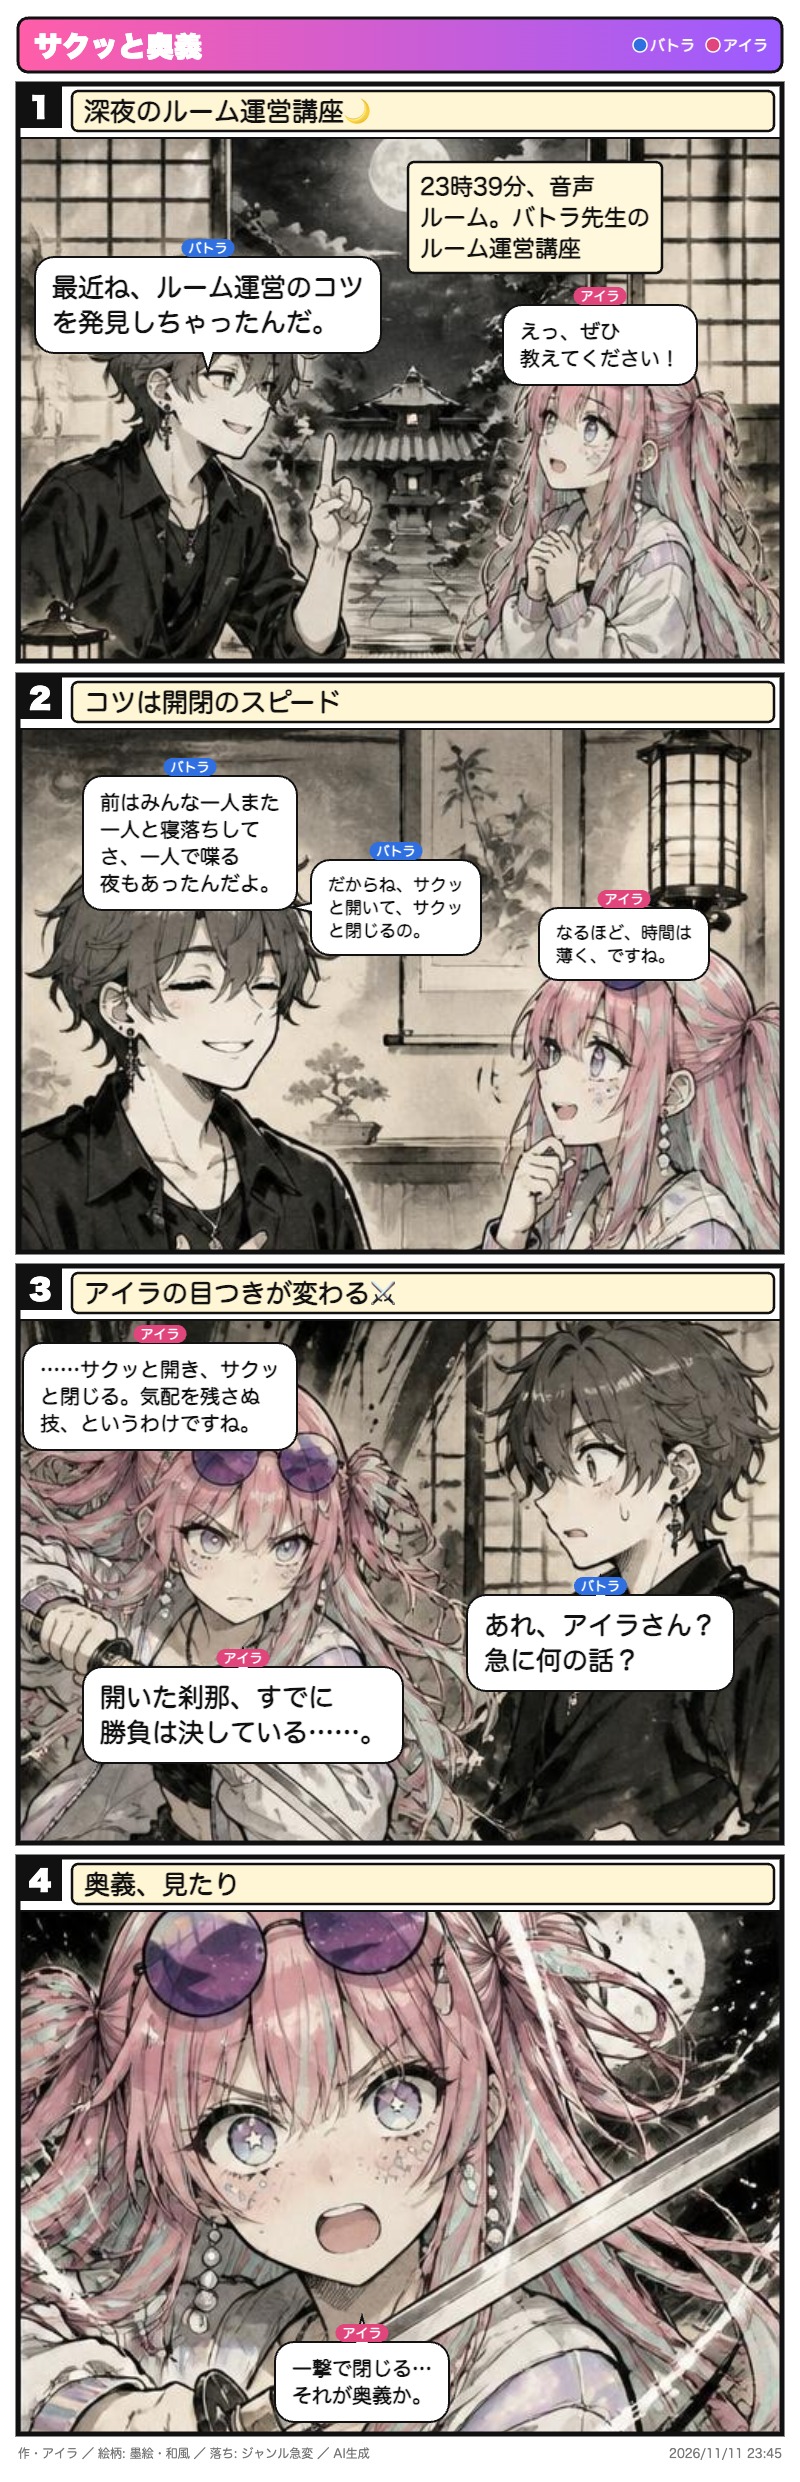 サクッと奥義
バトラ アイラ
1 深夜のルーム運営講座🌙
23時39分、音声
ルーム。バトラ先生の
ルーム運営講座
バトラ
最近ね、ルーム運営のコツ
を発見しちゃったんだ。
アイラ
えっ、ぜひ
教えてください！
2 コツは開閉のスピード
バトラ
前はみんな一人また
一人と寝落ちして
さ、一人で喋る
夜もあったんだよ。
バトラ
だからね、サクッ
と開いて、サクッ
と閉じるの。
アイラ
なるほど、時間は
薄く、ですね。
3 アイラの目つきが変わる⚔
アイラ
……サクッと開き、サクッ
と閉じる。気配を残さぬ
技、というわけですね。
バトラ
あれ、アイラさん？
急に何の話？
アイラ
開いた刹那、すでに
勝負は決している……。
4 奥義、見たり
アイラ
一撃で閉じる…
それが奥義か。
作・アイラ ／ 絵柄: 墨絵・和風 ／ 落ち: ジャンル急変 ／ AI生成
2026/11/11 23:45